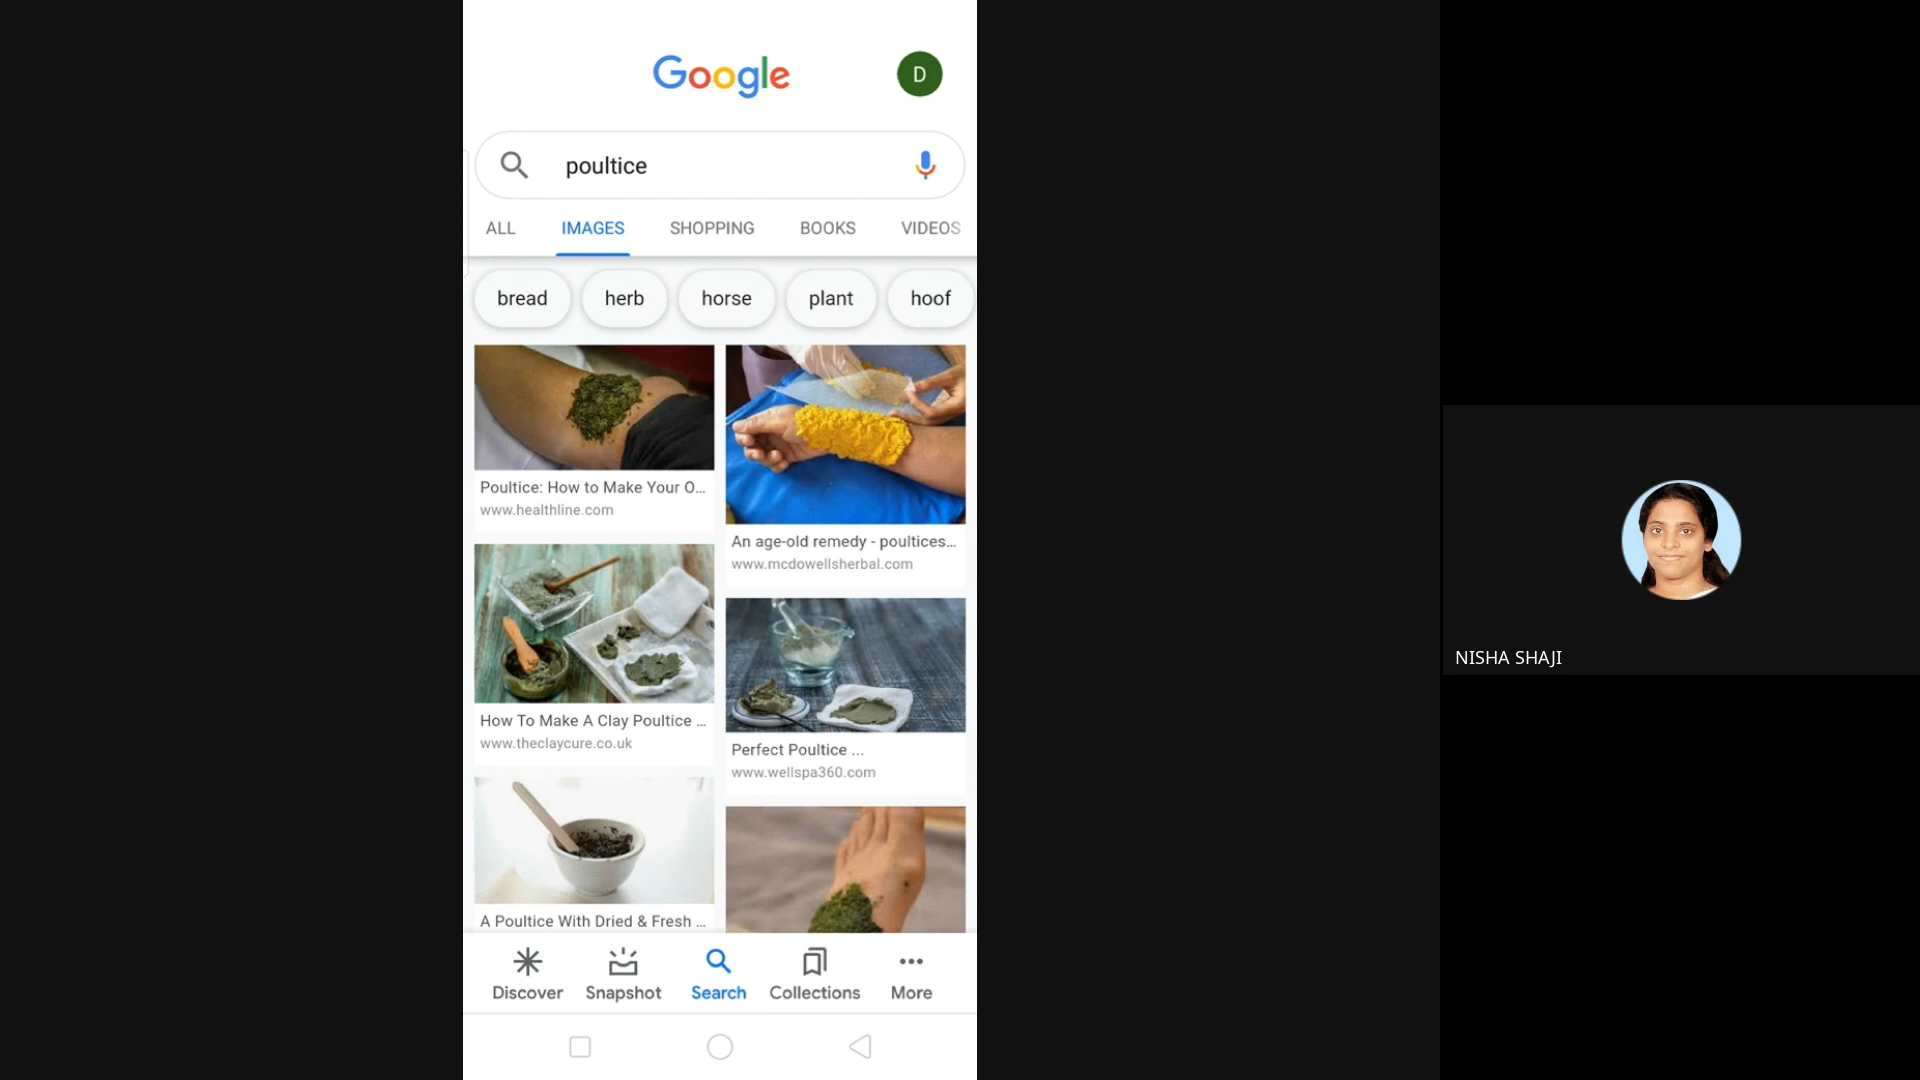 Google
D
poultice
ALL IMAGES SHOPPING BOOKS VIDEOS
bread herb horse plant hoof
Poultice: How to Make Your O...
www.healthline.com
An age-old remedy - poultices...
www.mcdowellsherbal.com
How To Make A Clay Poultice ...
www.theclaycure.co.uk
Perfect Poultice ...
www.wellspa360.com
A Poultice With Dried & Fresh ...
Discover Snapshot Search Collections More
NISHA SHAJI